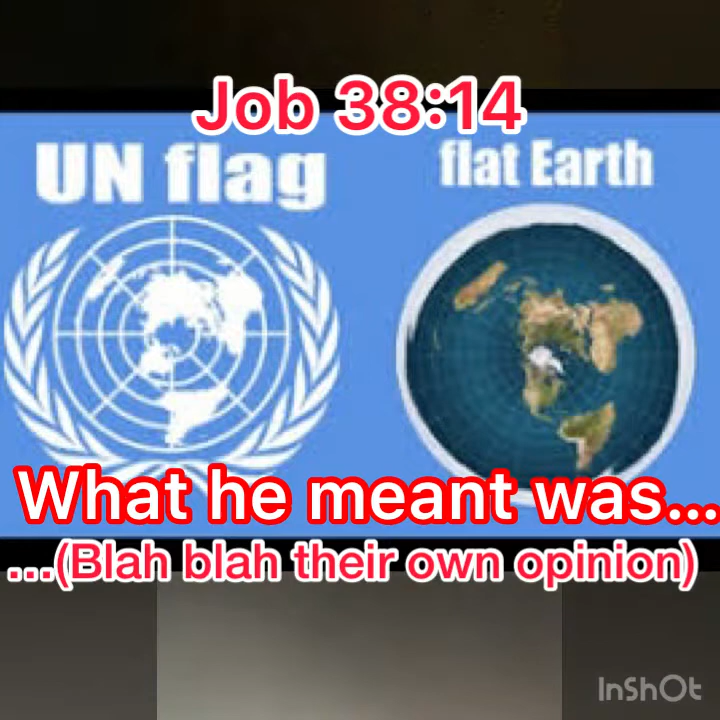 Job 38:14
UN flag
flat Earth
What he meant was...
...(Blah blah their own opinion)
InShOt